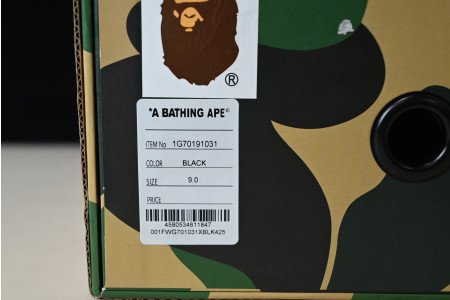 ®
"A BATHING APE®
ITEM No 1G70191031
COLOR BLACK
SIZE 9.0
PRICE
4580534611847
001FWG701031XBLK425